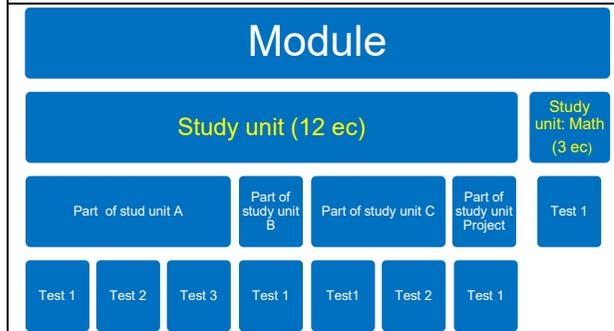 Module
Study unit (12 ec)
Study
unit: Math
(3 ec)
Part of stud unit A
Part of
study unit
B
Part of study unit C
Part of
study unit
Project
Test 1
Test 1
Test 2
Test 3
Test 1
Test1
Test 2
Test 1